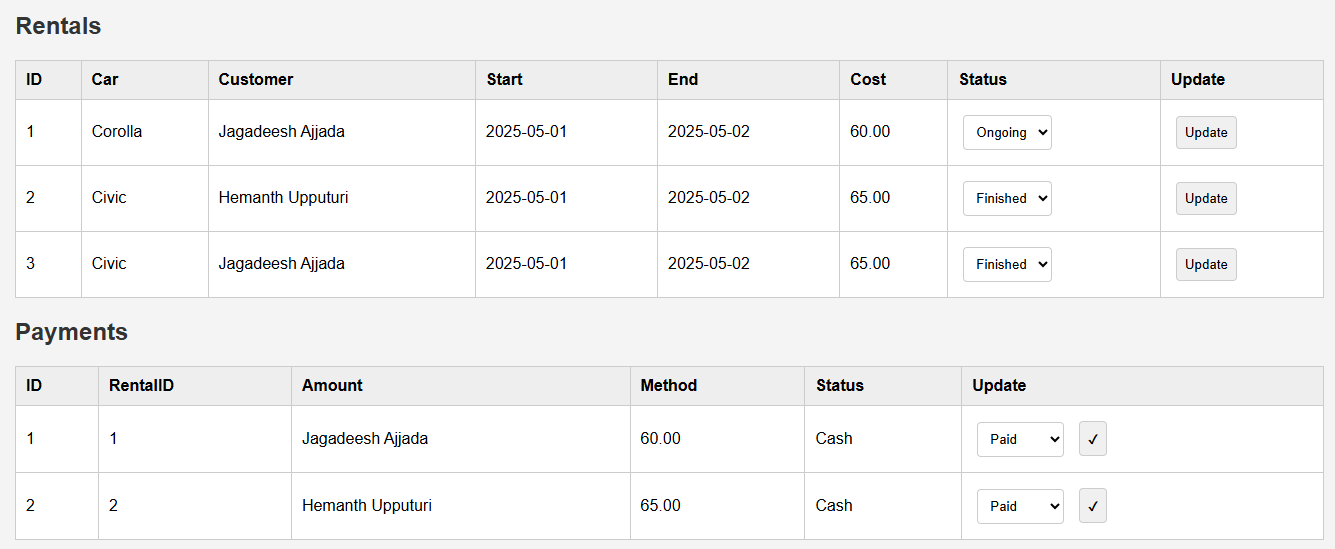 Rentals
ID Car Customer Start End Cost Status Update
1 Corolla Jagadeesh Ajjada 2025-05-01 2025-05-02 60.00 Ongoing Update
2 Civic Hemanth Upputuri 2025-05-01 2025-05-02 65.00 Finished Update
3 Civic Jagadeesh Ajjada 2025-05-01 2025-05-02 65.00 Finished Update
Payments
ID RentalID Amount Method Status Update
1 1 Jagadeesh Ajjada 60.00 Cash Paid ✓
2 2 Hemanth Upputuri 65.00 Cash Paid ✓